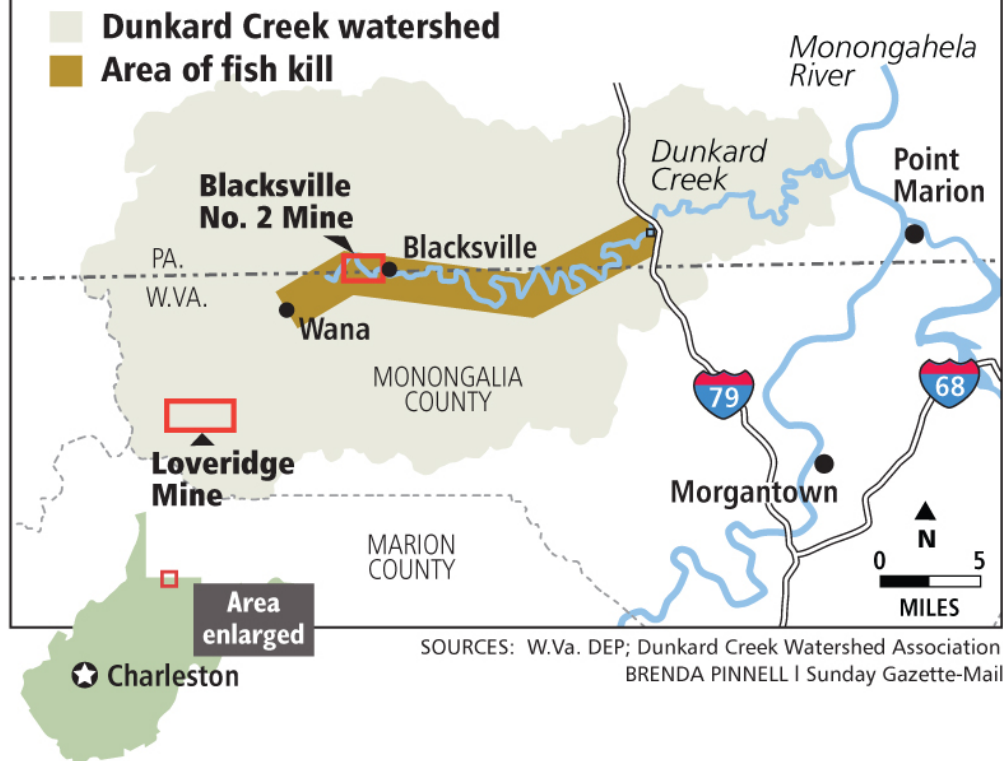 Dunkard Creek watershed
Area of fish kill
Monongahela
River
Dunkard
Creek
Point
Marion
Blacksville
No. 2 Mine
Blacksville
PA.
W.VA.
Wana
MONONGALIA
COUNTY
79
68
Loveridge
Mine
Morgantown
MARION
COUNTY
N
0 5
MILES
Area
enlarged
Charleston
SOURCES: W.Va. DEP; Dunkard Creek Watershed Association
BRENDA PINNELL | Sunday Gazette-Mail